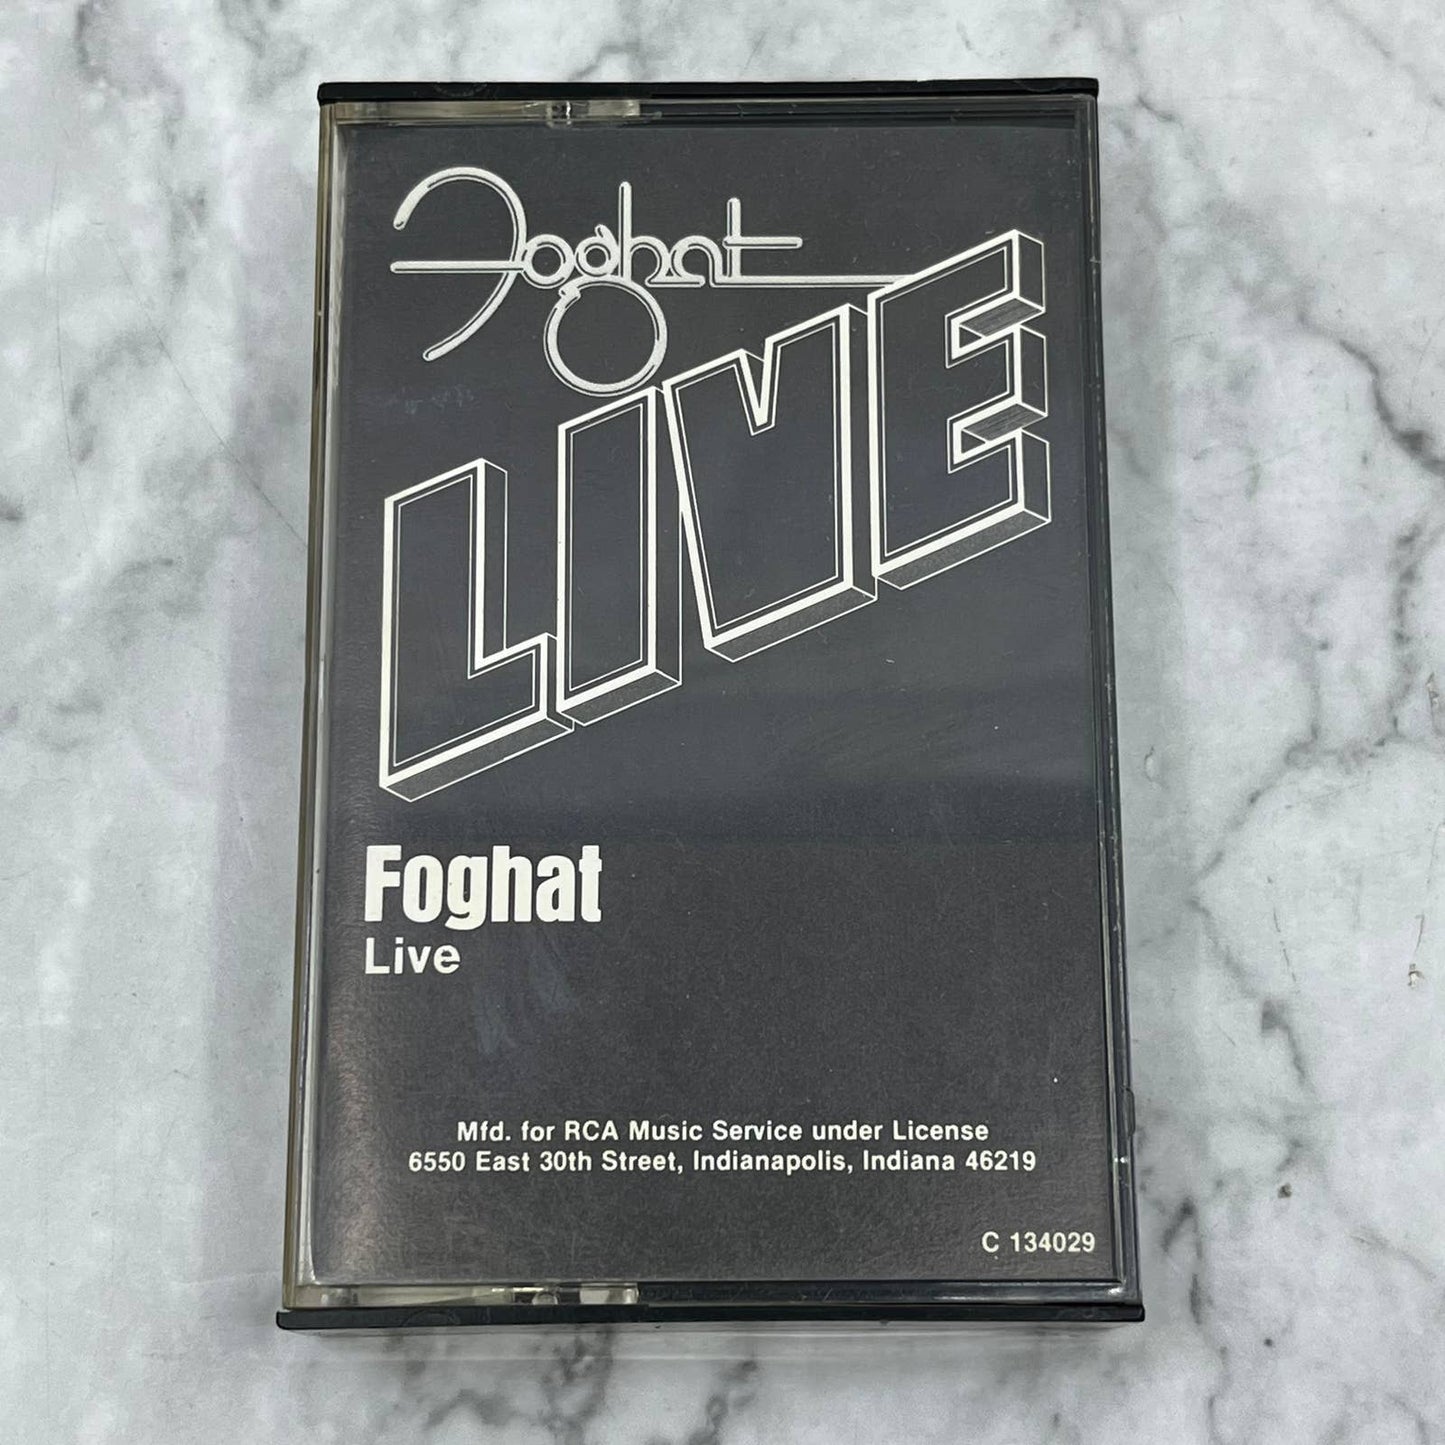 Foghat
LIVE
Foghat
Live
Mfd. for RCA Music Service under License
6550 East 30th Street, Indianapolis, Indiana 46219
C 134029